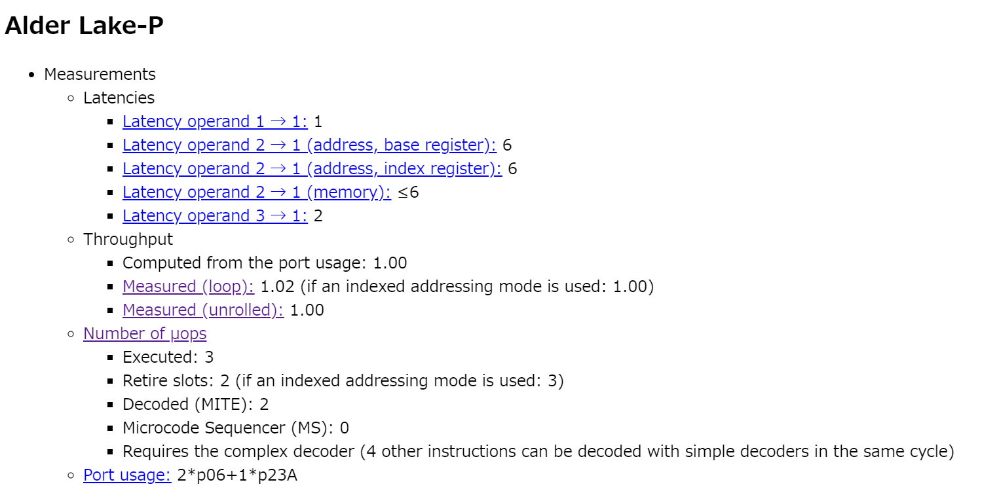 Alder Lake-P
Measurements
Latencies
Latency operand 1 → 1: 1
Latency operand 2 → 1 (address, base register): 6
Latency operand 2 → 1 (address, index register): 6
Latency operand 2 → 1 (memory): ≤6
Latency operand 3 → 1: 2
Throughput
Computed from the port usage: 1.00
Measured (loop): 1.02 (if an indexed addressing mode is used: 1.00)
Measured (unrolled): 1.00
Number of μops
Executed: 3
Retire slots: 2 (if an indexed addressing mode is used: 3)
Decoded (MITE): 2
Microcode Sequencer (MS): 0
Requires the complex decoder (4 other instructions can be decoded with simple decoders in the same cycle)
Port usage: 2*p06+1*p23A